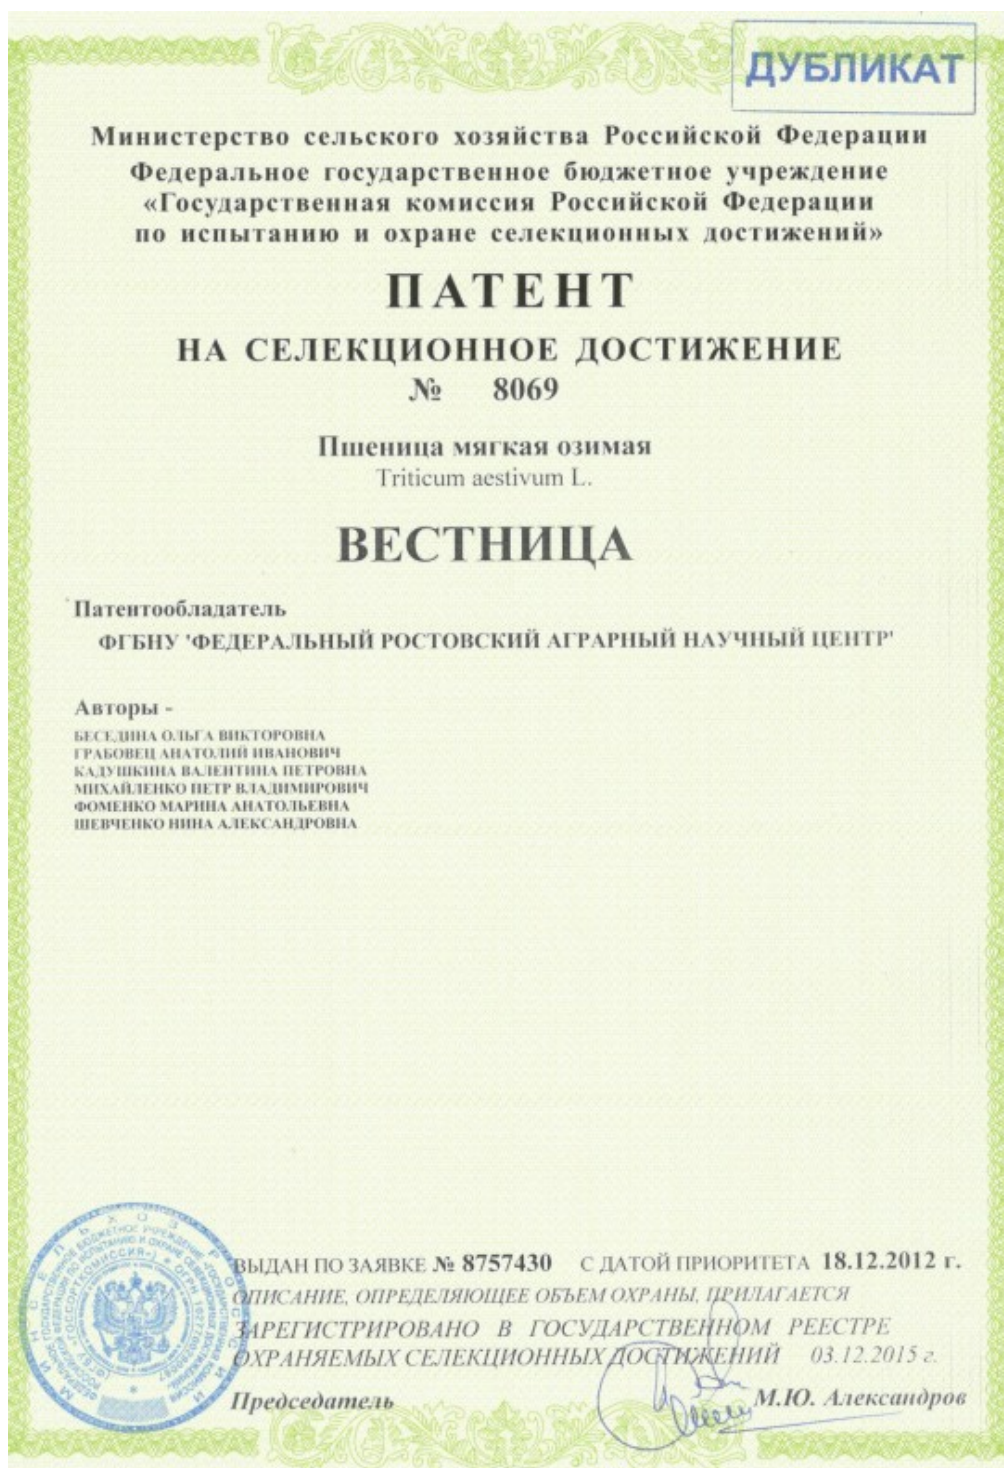 ДУБЛИКАТ
Министерство сельского хозяйства Российской Федерации
Федеральное государственное бюджетное учреждение
«Государственная комиссия Российской Федерации
по испытанию и охране селекционных достижений»
ПАТЕНТ
НА СЕЛЕКЦИОННОЕ ДОСТИЖЕНИЕ
№ 8069
Пшеница мягкая озимая
Triticum aestivum L.
ВЕСТНИЦА
Патентообладатель
ФГБНУ 'ФЕДЕРАЛЬНЫЙ РОСТОВСКИЙ АГРАРНЫЙ НАУЧНЫЙ ЦЕНТР'
Авторы -
БЕСЕДИНА ОЛЬГА ВИКТОРОВНА
ГРАБОВЕЦ АНАТОЛИЙ ИВАНОВИЧ
КАДУШКИНА ВАЛЕНТИНА ПЕТРОВНА
МИХАЙЛЕНКО ПЕТР ВЛАДИМИРОВИЧ
ФОМЕНКО МАРИНА АНАТОЛЬЕВНА
ШЕВЧЕНКО НИНА АЛЕКСАНДРОВНА
ВЫДАН ПО ЗАЯВКЕ № 8757430 С ДАТОЙ ПРИОРИТЕТА 18.12.2012 г.
ОПИСАНИЕ, ОПРЕДЕЛЯЮЩЕЕ ОБЪЕМ ОХРАНЫ, ПРИЛАГАЕТСЯ
ЗАРЕГИСТРИРОВАНО В ГОСУДАРСТВЕННОМ РЕЕСТРЕ
ОХРАНЯЕМЫХ СЕЛЕКЦИОННЫХ ДОСТИЖЕНИЙ 03.12.2015 г.
Председатель М.Ю. Александров
МИНСЕЛЬХОЗ РОССИИ